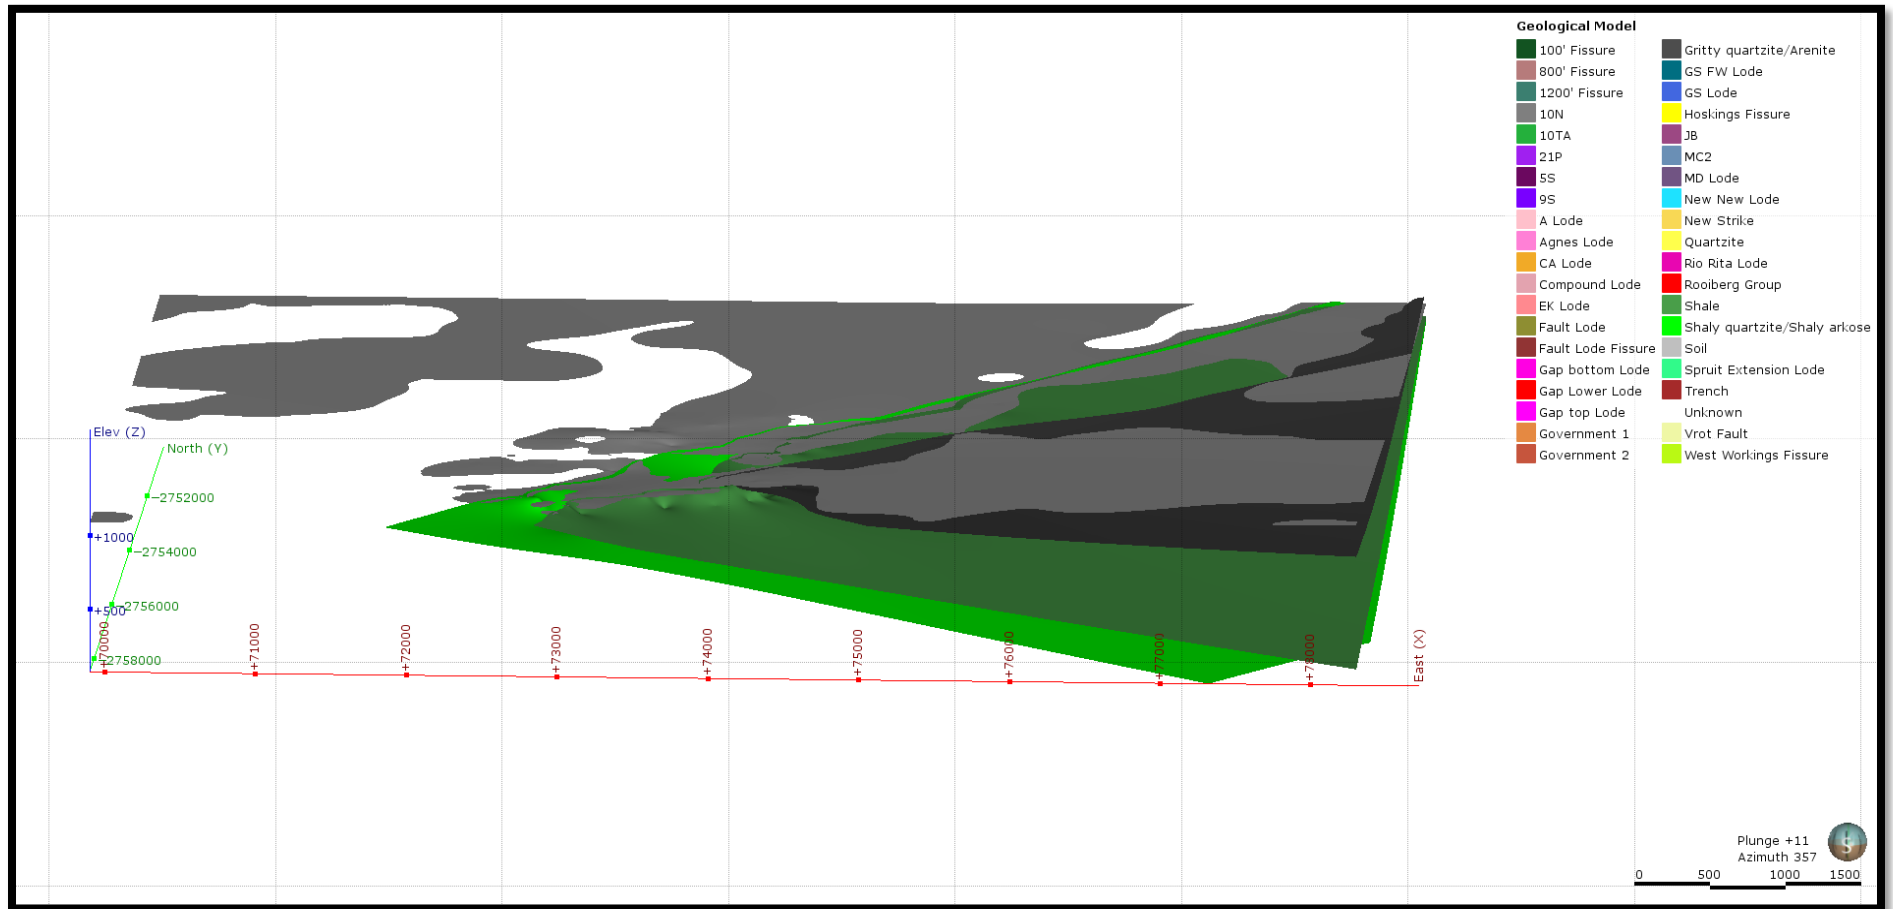 Geological Model
100' Fissure
800' Fissure
1200' Fissure
10N
10TA
21P
5S
9S
A Lode
Agnes Lode
CA Lode
Compound Lode
EK Lode
Fault Lode
Fault Lode Fissure
Gap bottom Lode
Gap Lower Lode
Gap top Lode
Government 1
Government 2
Gritty quartzite/Arenite
GS FW Lode
GS Lode
Hoskings Fissure
JB
MC2
MD Lode
New New Lode
New Strike
Quartzite
Rio Rita Lode
Rooiberg Group
Shale
Shaly quartzite/Shaly arkose
Soil
Spruit Extension Lode
Trench
Unknown
Vrot Fault
West Workings Fissure
Elev (Z)
North (Y)
-2752000
+1000
-2754000
+500
-2756000
-2758000
+70000
+71000
+72000
+73000
+74000
+75000
+76000
+77000
+78000
East (X)
Plunge +11
Azimuth 357
S
0 500 1000 1500